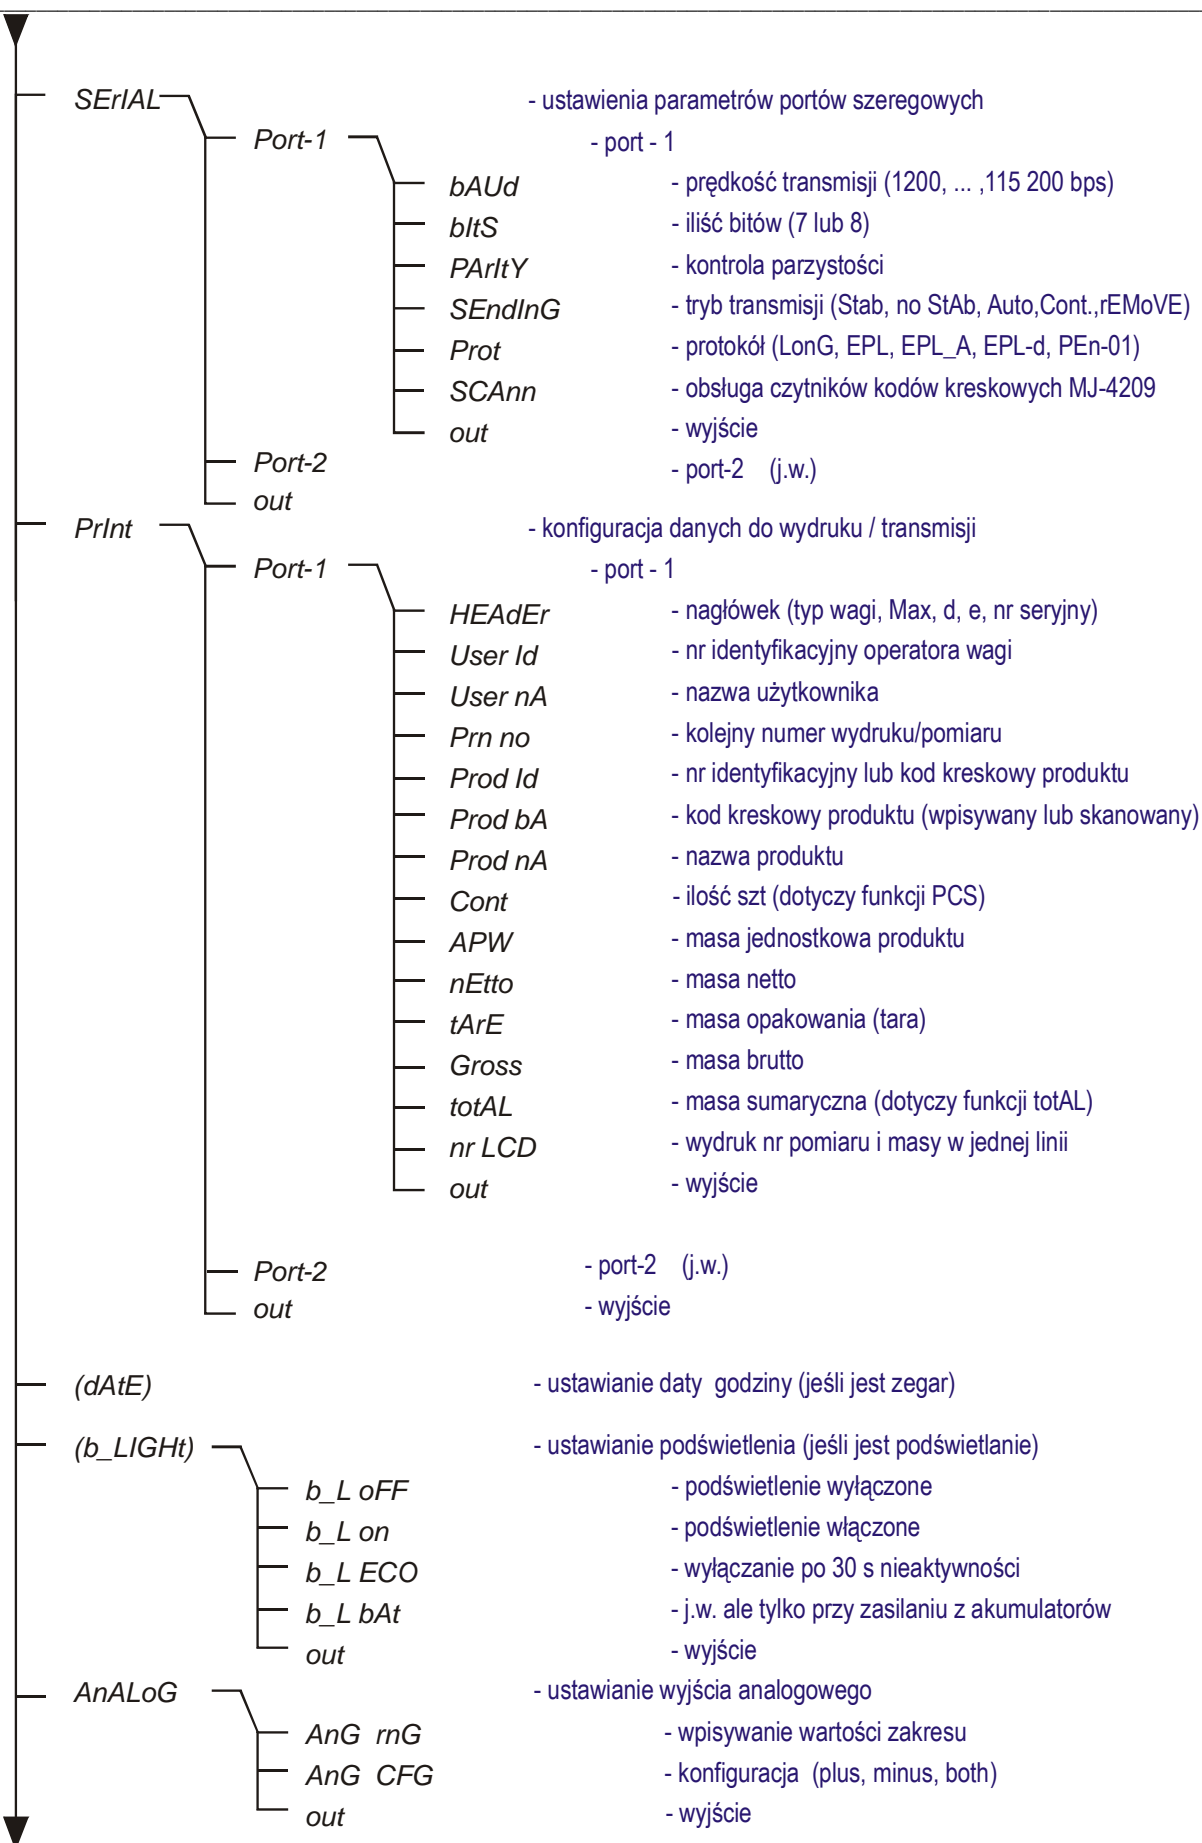 SErIAL - ustawienia parametrów portów szeregowych
Port-1 - port - 1
bAUd - prędkość transmisji (1200, ... ,115 200 bps)
bItS - iliść bitów (7 lub 8)
PArItY - kontrola parzystości
SEndInG - tryb transmisji (Stab, no StAb, Auto,Cont.,rEMoVE)
Prot - protokół (LonG, EPL, EPL_A, EPL-d, PEn-01)
SCAnn - obsługa czytników kodów kreskowych MJ-4209
out - wyjście
Port-2 - port-2 (j.w.)
out
PrInt - konfiguracja danych do wydruku / transmisji
Port-1 - port - 1
HEAdEr - nagłówek (typ wagi, Max, d, e, nr seryjny)
User Id - nr identyfikacyjny operatora wagi
User nA - nazwa użytkownika
Prn no - kolejny numer wydruku/pomiaru
Prod Id - nr identyfikacyjny lub kod kreskowy produktu
Prod bA - kod kreskowy produktu (wpisywany lub skanowany)
Prod nA - nazwa produktu
Cont - ilość szt (dotyczy funkcji PCS)
APW - masa jednostkowa produktu
nEtto - masa netto
tArE - masa opakowania (tara)
Gross - masa brutto
totAL - masa sumaryczna (dotyczy funkcji totAL)
nr LCD - wydruk nr pomiaru i masy w jednej linii
out - wyjście
Port-2 - port-2 (j.w.)
out - wyjście
(dAtE) - ustawianie daty godziny (jeśli jest zegar)
(b_LIGHt) - ustawianie podświetlenia (jeśli jest podświetlanie)
b_L oFF - podświetlenie wyłączone
b_L on - podświetlenie włączone
b_L ECO - wyłączanie po 30 s nieaktywności
b_L bAt - j.w. ale tylko przy zasilaniu z akumulatorów
out - wyjście
AnALoG - ustawianie wyjścia analogowego
AnG rnG - wpisywanie wartości zakresu
AnG CFG - konfiguracja (plus, minus, both)
out - wyjście